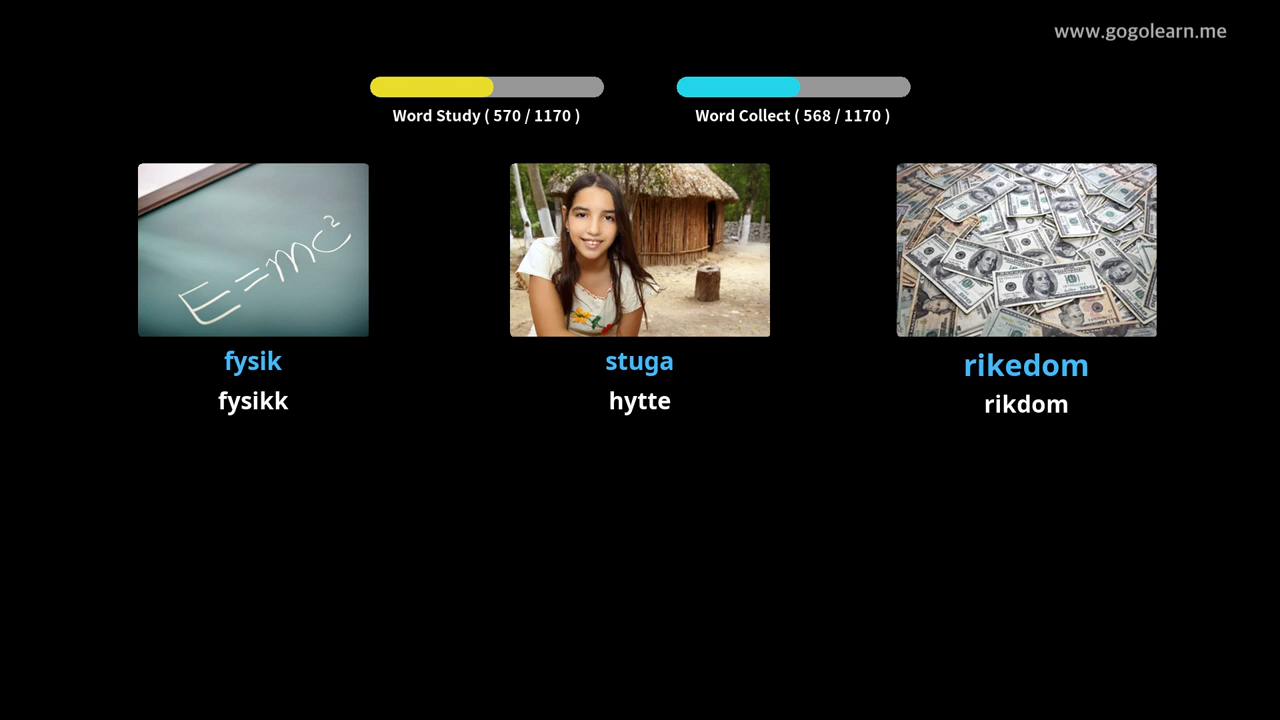 www.gogolearn.me
Word Study ( 570 / 1170 )
Word Collect ( 568 / 1170 )
E=mc²
fysik
stuga
rikedom
fysikk
hytte
rikdom